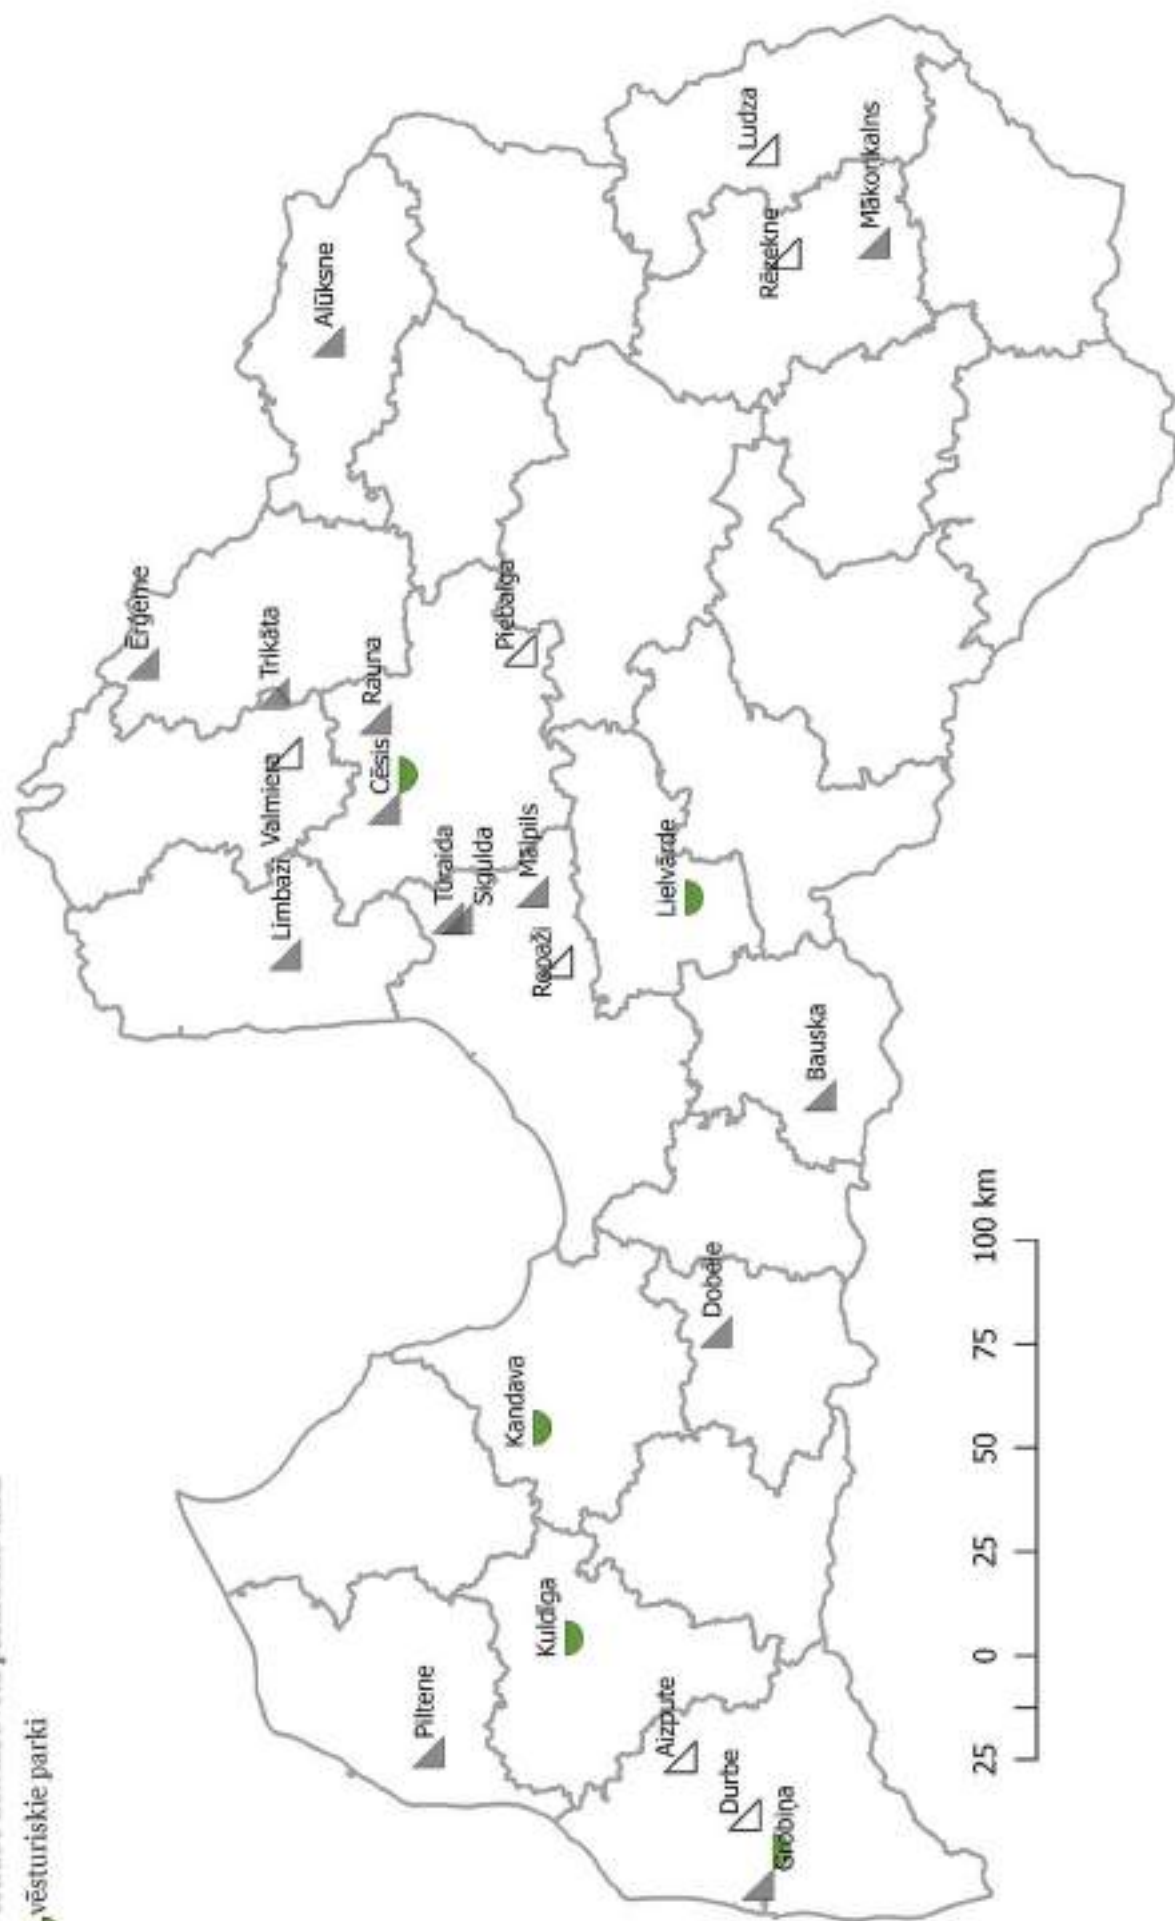 vēsturiskie parki
Ērģeme
Alūksne
Trikāta
Valmiera
Limbaži
Rauna
Cēsis
Turaida
Sigulda
Piebalga
Mālpils
Ropaži
Lielvārde
Ludza
Rēzekne
Mākoņkalns
Piltene
Kandava
Kuldīga
Aizpute
Durbe
Grobiņa
Dobele
Bauska
25 0 25 50 75 100 km